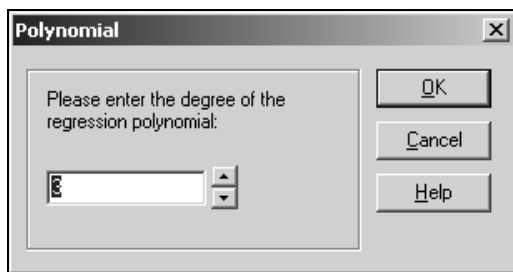 Polynomial
Please enter the degree of the
regression polynomial:
3
OK
Cancel
Help